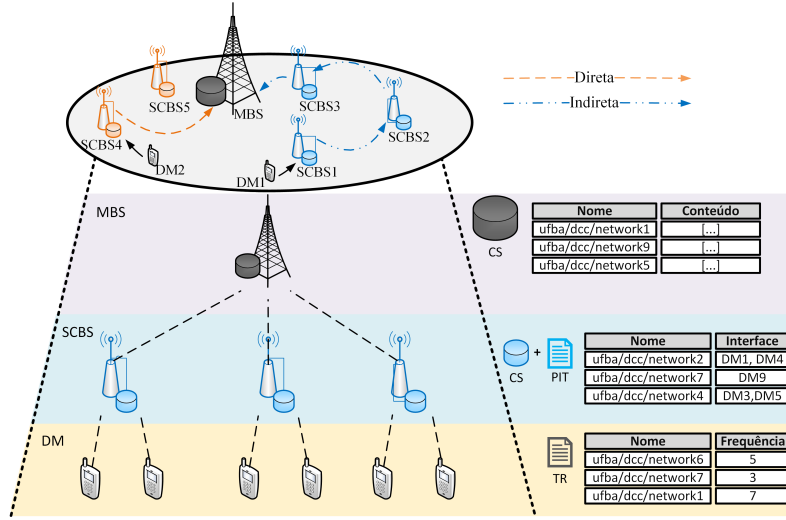 SCBS5
MBS
SCBS3
SCBS4
SCBS2
DM2
DM1
SCBS1
Direta
Indireta
MBS
CS
Nome Conteúdo
ufba/dcc/network1 [...]
ufba/dcc/network9 [...]
ufba/dcc/network5 [...]
SCBS
CS
+
PIT
Nome Interface
ufba/dcc/network2 DM1, DM4
ufba/dcc/network7 DM9
ufba/dcc/network4 DM3,DM5
DM
TR
Nome Frequência
ufba/dcc/network6 5
ufba/dcc/network7 3
ufba/dcc/network1 7